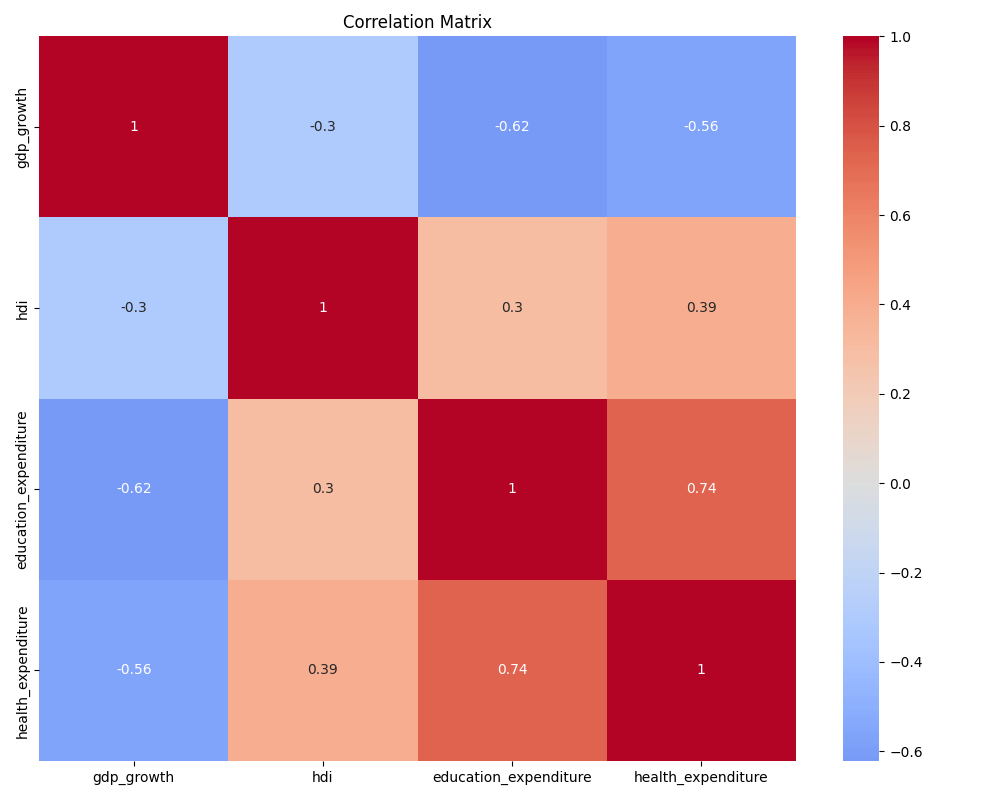 Correlation Matrix
gdp_growth
1
-0.3
-0.62
-0.56
hdi
-0.3
1
0.3
0.39
education_expenditure
-0.62
0.3
1
0.74
health_expenditure
-0.56
0.39
0.74
1
gdp_growth
hdi
education_expenditure
health_expenditure
1.0
0.8
0.6
0.4
0.2
0.0
−0.2
−0.4
−0.6